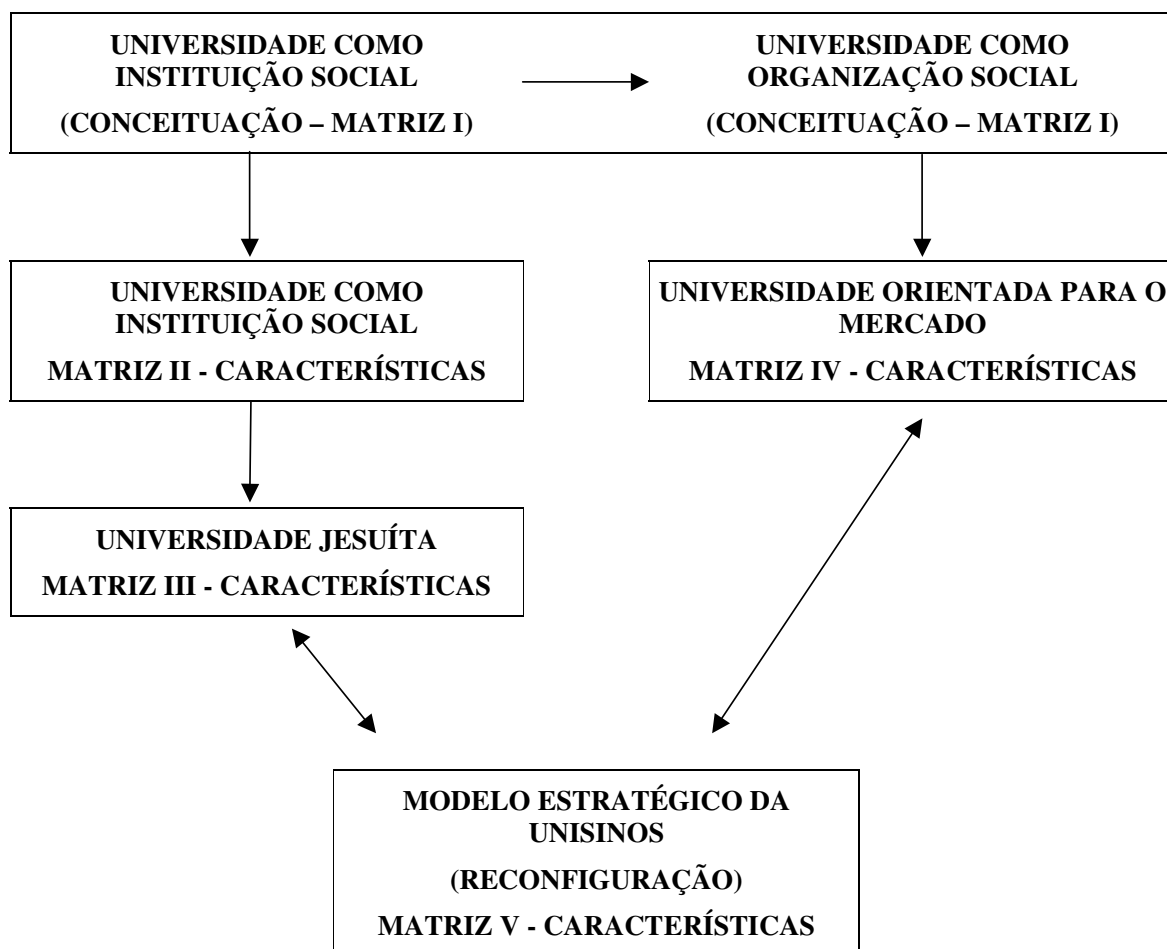 UNIVERSIDADE COMO
INSTITUIÇÃO SOCIAL
(CONCEITUAÇÃO – MATRIZ I)
UNIVERSIDADE COMO
ORGANIZAÇÃO SOCIAL
(CONCEITUAÇÃO – MATRIZ I)
UNIVERSIDADE COMO
INSTITUIÇÃO SOCIAL
MATRIZ II - CARACTERÍSTICAS
UNIVERSIDADE ORIENTADA PARA O
MERCADO
MATRIZ IV - CARACTERÍSTICAS
UNIVERSIDADE JESUÍTA
MATRIZ III - CARACTERÍSTICAS
MODELO ESTRATÉGICO DA
UNISINOS
(RECONFIGURAÇÃO)
MATRIZ V - CARACTERÍSTICAS